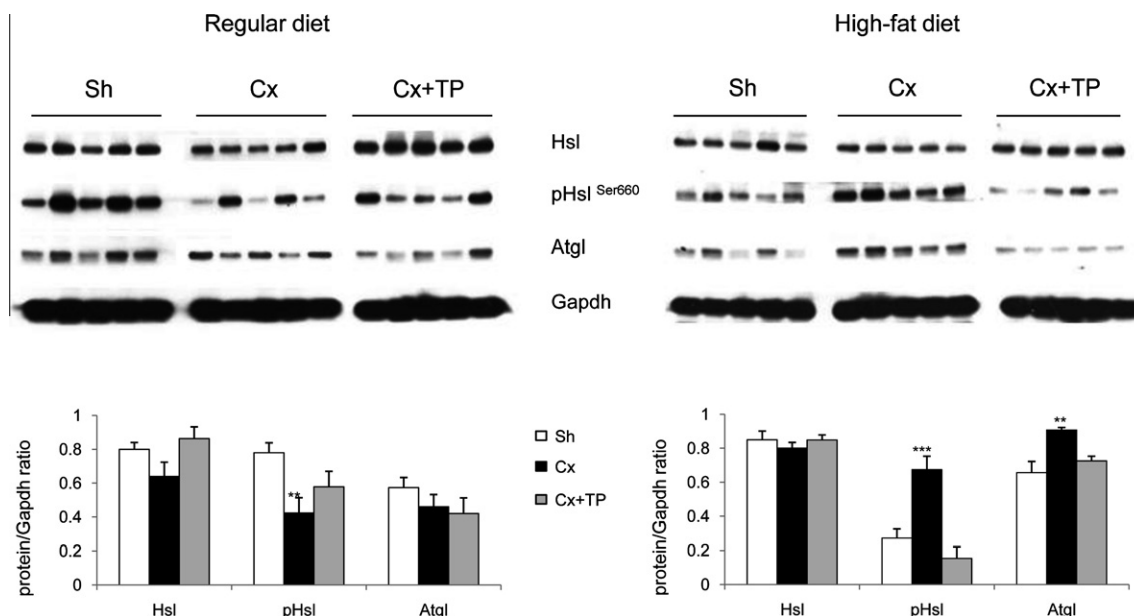 Regular diet
High-fat diet
Sh Cx Cx+TP
Sh Cx Cx+TP
Hsl
pHsl Ser660
Atgl
Gapdh
protein/Gapdh ratio
1
0.8
0.6
0.4
0.2
0
**
Hsl pHsl Atgl
Sh
Cx
Cx+TP
protein/Gapdh ratio
1
0.8
0.6
0.4
0.2
0
***
**
Hsl pHsl Atgl